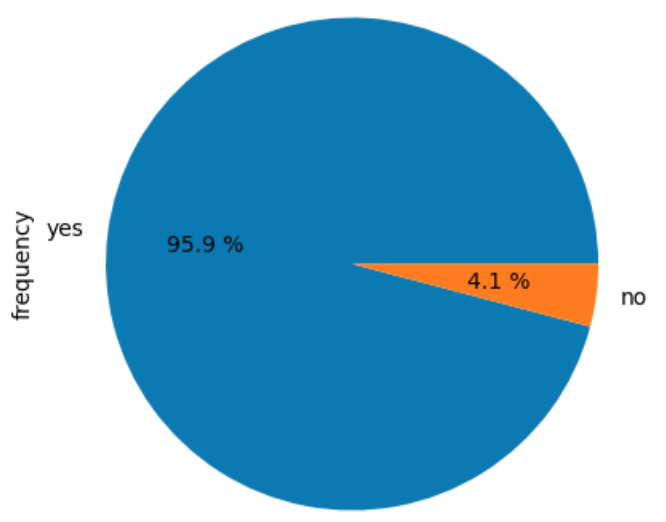 frequency
yes
95.9 %
4.1 %
no